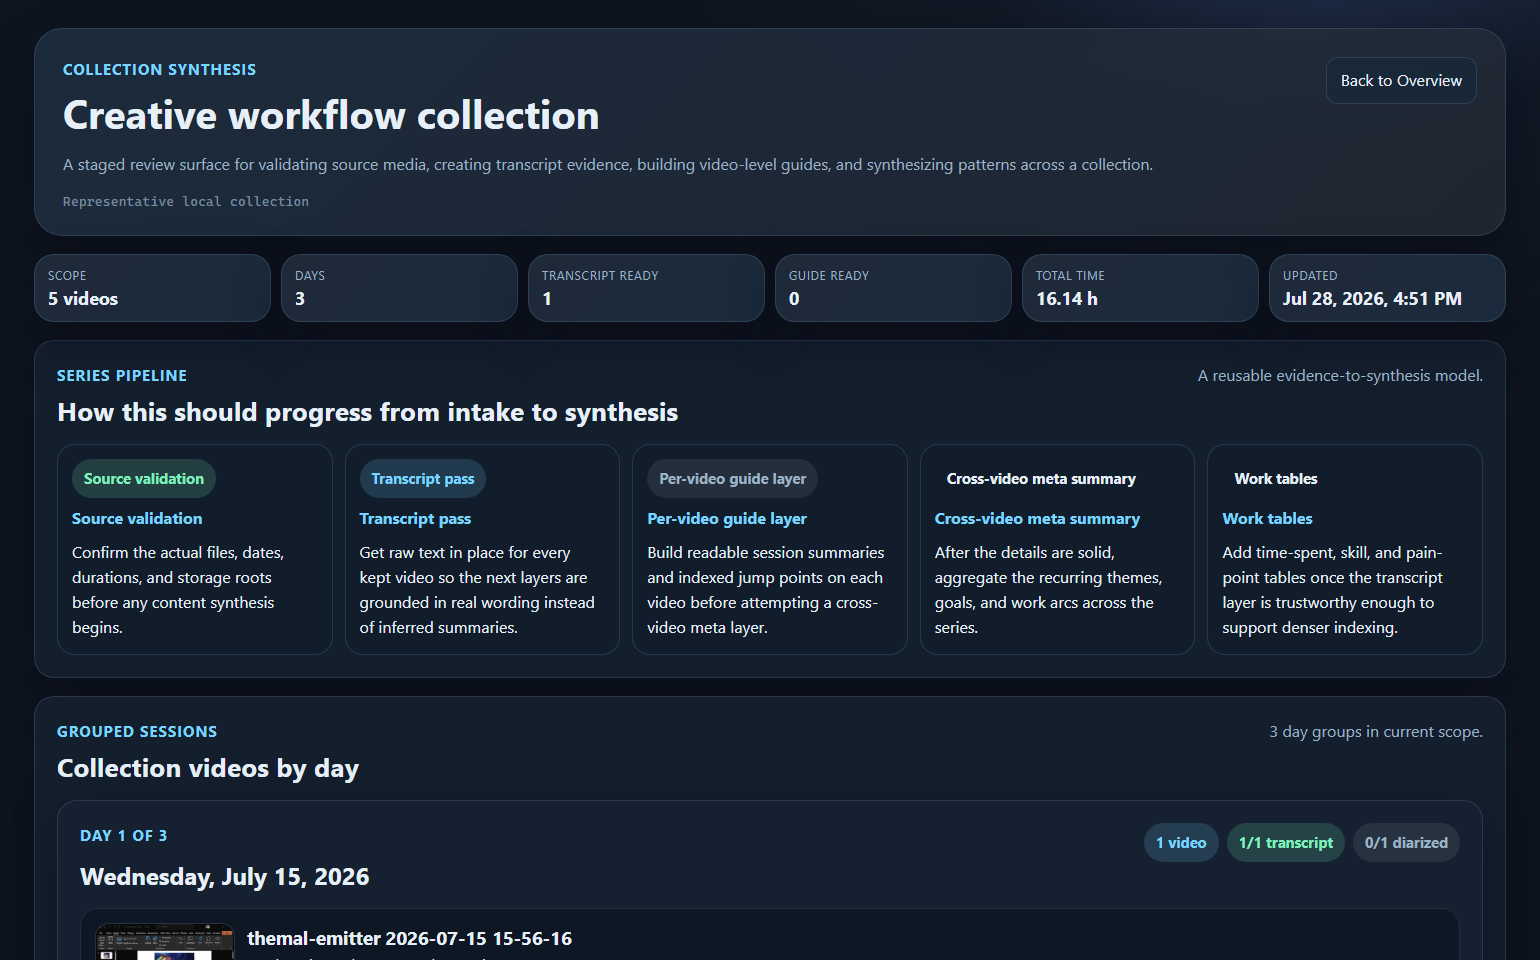 COLLECTION SYNTHESIS
Back to Overview
Creative workflow collection
A staged review surface for validating source media, creating transcript evidence, building video-level guides, and synthesizing patterns across a collection.
Representative local collection
SCOPE
5 videos
DAYS
3
TRANSCRIPT READY
1
GUIDE READY
0
TOTAL TIME
16.14 h
UPDATED
Jul 28, 2026, 4:51 PM
SERIES PIPELINE
A reusable evidence-to-synthesis model.
How this should progress from intake to synthesis
Source validation
Source validation
Confirm the actual files, dates,
durations, and storage roots
before any content synthesis
begins.
Transcript pass
Transcript pass
Get raw text in place for every
kept video so the next layers are
grounded in real wording instead
of inferred summaries.
Per-video guide layer
Per-video guide layer
Build readable session summaries
and indexed jump points on each
video before attempting a cross-
video meta layer.
Cross-video meta summary
Cross-video meta summary
After the details are solid,
aggregate the recurring themes,
goals, and work arcs across the
series.
Work tables
Work tables
Add time-spent, skill, and pain-
point tables once the transcript
layer is trustworthy enough to
support denser indexing.
GROUPED SESSIONS
3 day groups in current scope.
Collection videos by day
DAY 1 OF 3
1 video
1/1 transcript
0/1 diarized
Wednesday, July 15, 2026
themal-emitter 2026-07-15 15-56-16